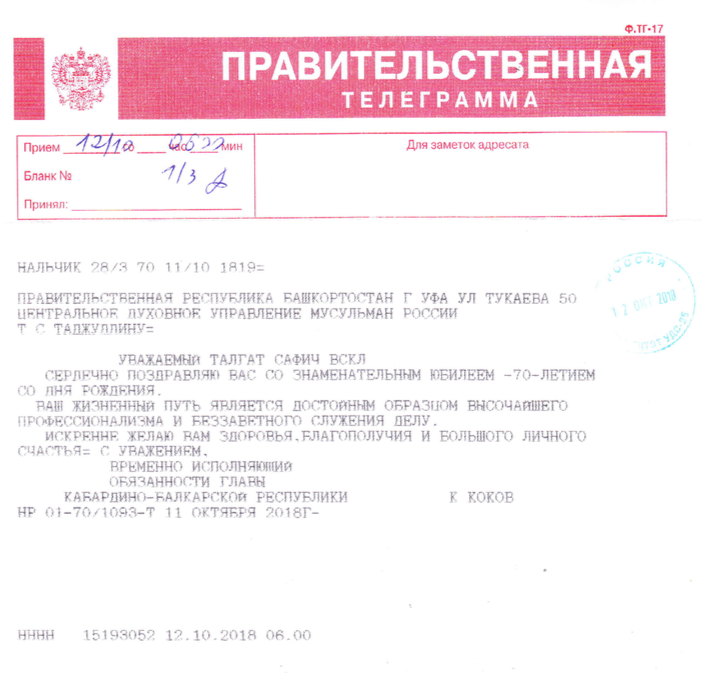 Ф.ТГ-17
ПРАВИТЕЛЬСТВЕННАЯ
ТЕЛЕГРАММА
Прием 12/10 час мин
Для заметок адресата
Бланк № 1/3
Принял:
НАЛЬЧИК 28/3 70 11/10 1819=
РОССИЯ
12 ОКТ 2018
ПРАВИТЕЛЬСТВЕННАЯ РЕСПУБЛИКА БАШКОРТОСТАН Г УФА УЛ ТУКАЕВА 50
ЦЕНТРАЛЬНОЕ ДУХОВНОЕ УПРАВЛЕНИЕ МУСУЛЬМАН РОССИИ
Т С ТАДЖУЛЛИНУ=
УВАЖАЕМЫЙ ТАЛГАТ САФИЧ ВСКЛ
СЕРДЕЧНО ПОЗДРАВЛЯЮ ВАС СО ЗНАМЕНАТЕЛЬНЫМ ЮБИЛЕЕМ -70-ЛЕТИЕМ
СО ДНЯ РОЖДЕНИЯ.
ВАШ ЖИЗНЕННЫЙ ПУТЬ ЯВЛЯЕТСЯ ДОСТОЙНЫМ ОБРАЗЦОМ ВЫСОЧАЙШЕГО
ПРОФЕССИОНАЛИЗМА И БЕЗЗАВЕТНОГО СЛУЖЕНИЯ ДЕЛУ.
ИСКРЕННЕ ЖЕЛАЮ ВАМ ЗДОРОВЬЯ,БЛАГОПОЛУЧИЯ И БОЛЬШОГО ЛИЧНОГО
СЧАСТЬЯ= С УВАЖЕНИЕМ.
ВРЕМЕННО ИСПОЛНЯЮЩИЙ
ОБЯЗАННОСТИ ГЛАВЫ
КАБАРДИНО-БАЛКАРСКОЙ РЕСПУБЛИКИ К КОКОВ
НР 01-70/1093-Т 11 ОКТЯБРЯ 2018Г-
НННН 15193052 12.10.2018 06.00